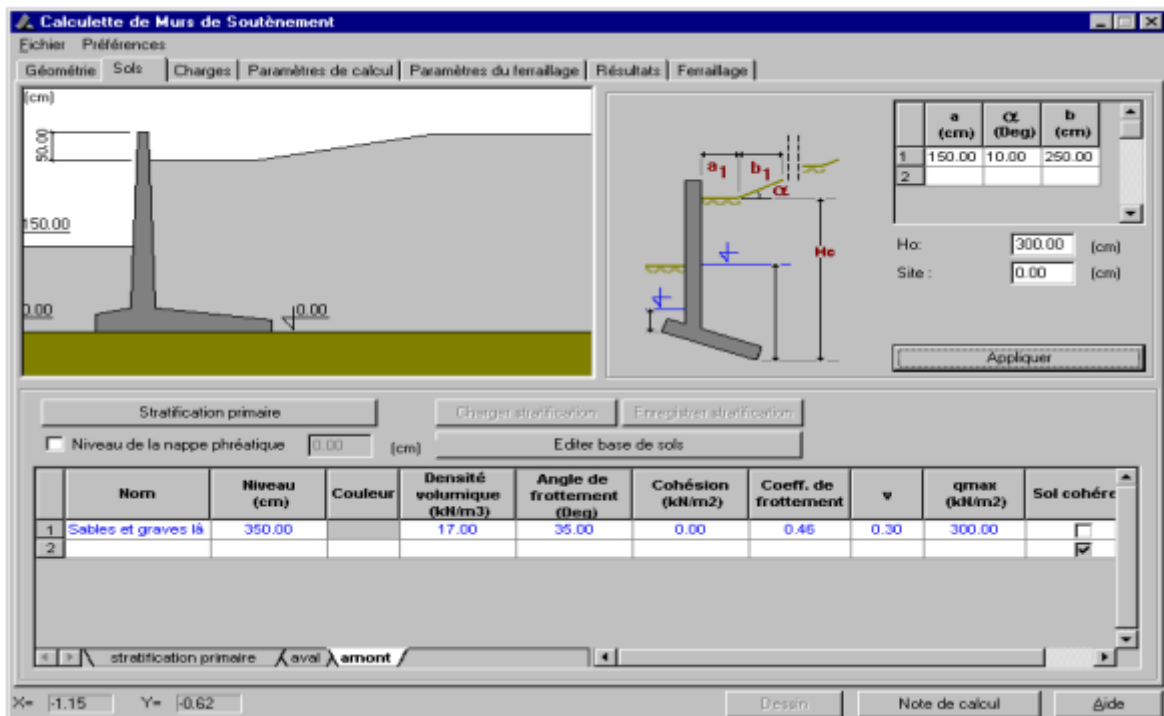 Calculette de Murs de Soutènement
Fichier Préférences
Géométrie Sols Charges Paramètres de calcul Paramètres du ferraillage Résultats Ferraillage
(cm)
50.00
150.00
0.00
0.00
a1 b1
α
Ho
a (cm) α (Deg) b (cm)
1 150.00 10.00 250.00
2
Ho: 300.00 (cm)
Site : 0.00 (cm)
Appliquer
Stratification primaire Charger stratification Enregistrer stratification
Niveau de la nappe phréatique 0.00 (cm) Editer base de sols
Nom Niveau (cm) Couleur Densité volumique (kN/m3) Angle de frottement (Deg) Cohésion (kN/m2) Coeff. de frottement ν qmax (kN/m2) Sol cohére
1 Sables et graves lâ 350.00 17.00 35.00 0.00 0.46 0.30 300.00
2
stratification primaire aval amont
X= -1.15 Y= -0.62 Dessin Note de calcul Aide